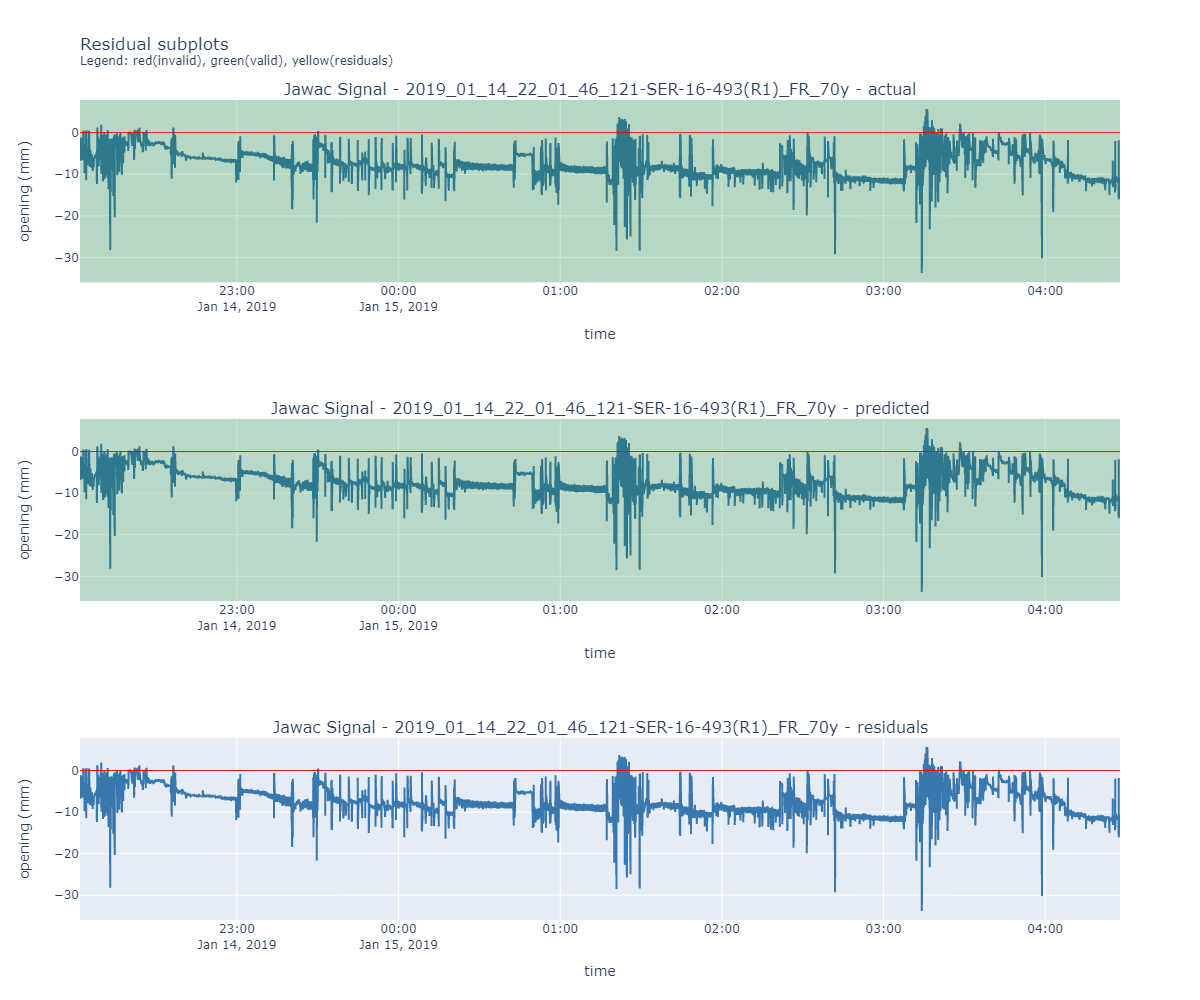 Residual subplots
Legend: red(invalid), green(valid), yellow(residuals)
Jawac Signal - 2019_01_14_22_01_46_121-SER-16-493(R1)_FR_70y - actual
opening (mm)
0
−10
−20
−30
23:00 00:00 01:00 02:00 03:00 04:00
Jan 14, 2019 Jan 15, 2019
time
Jawac Signal - 2019_01_14_22_01_46_121-SER-16-493(R1)_FR_70y - predicted
opening (mm)
0
−10
−20
−30
23:00 00:00 01:00 02:00 03:00 04:00
Jan 14, 2019 Jan 15, 2019
time
Jawac Signal - 2019_01_14_22_01_46_121-SER-16-493(R1)_FR_70y - residuals
opening (mm)
0
−10
−20
−30
23:00 00:00 01:00 02:00 03:00 04:00
Jan 14, 2019 Jan 15, 2019
time